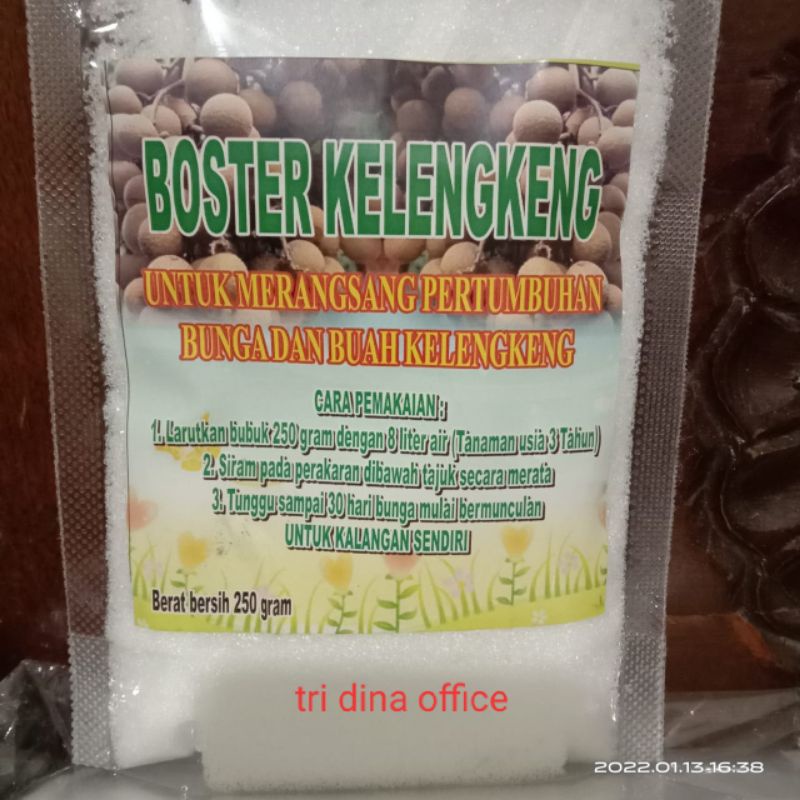 BOSTER KELENGKENG
UNTUK MERANGSANG PERTUMBUHAN
BUNGA DAN BUAH KELENGKENG
CARA PEMAKAIAN :
1. Larutkan bubuk 250 gram dengan 8 liter air (Tanaman usia 3 Tahun)
2. Siram pada perakaran dibawah tajuk secara merata
3. Tunggu sampai 30 hari bunga mulai bermunculan
UNTUK KALANGAN SENDIRI
Berat bersih 250 gram
tri dina office
2022.01.13-16:38